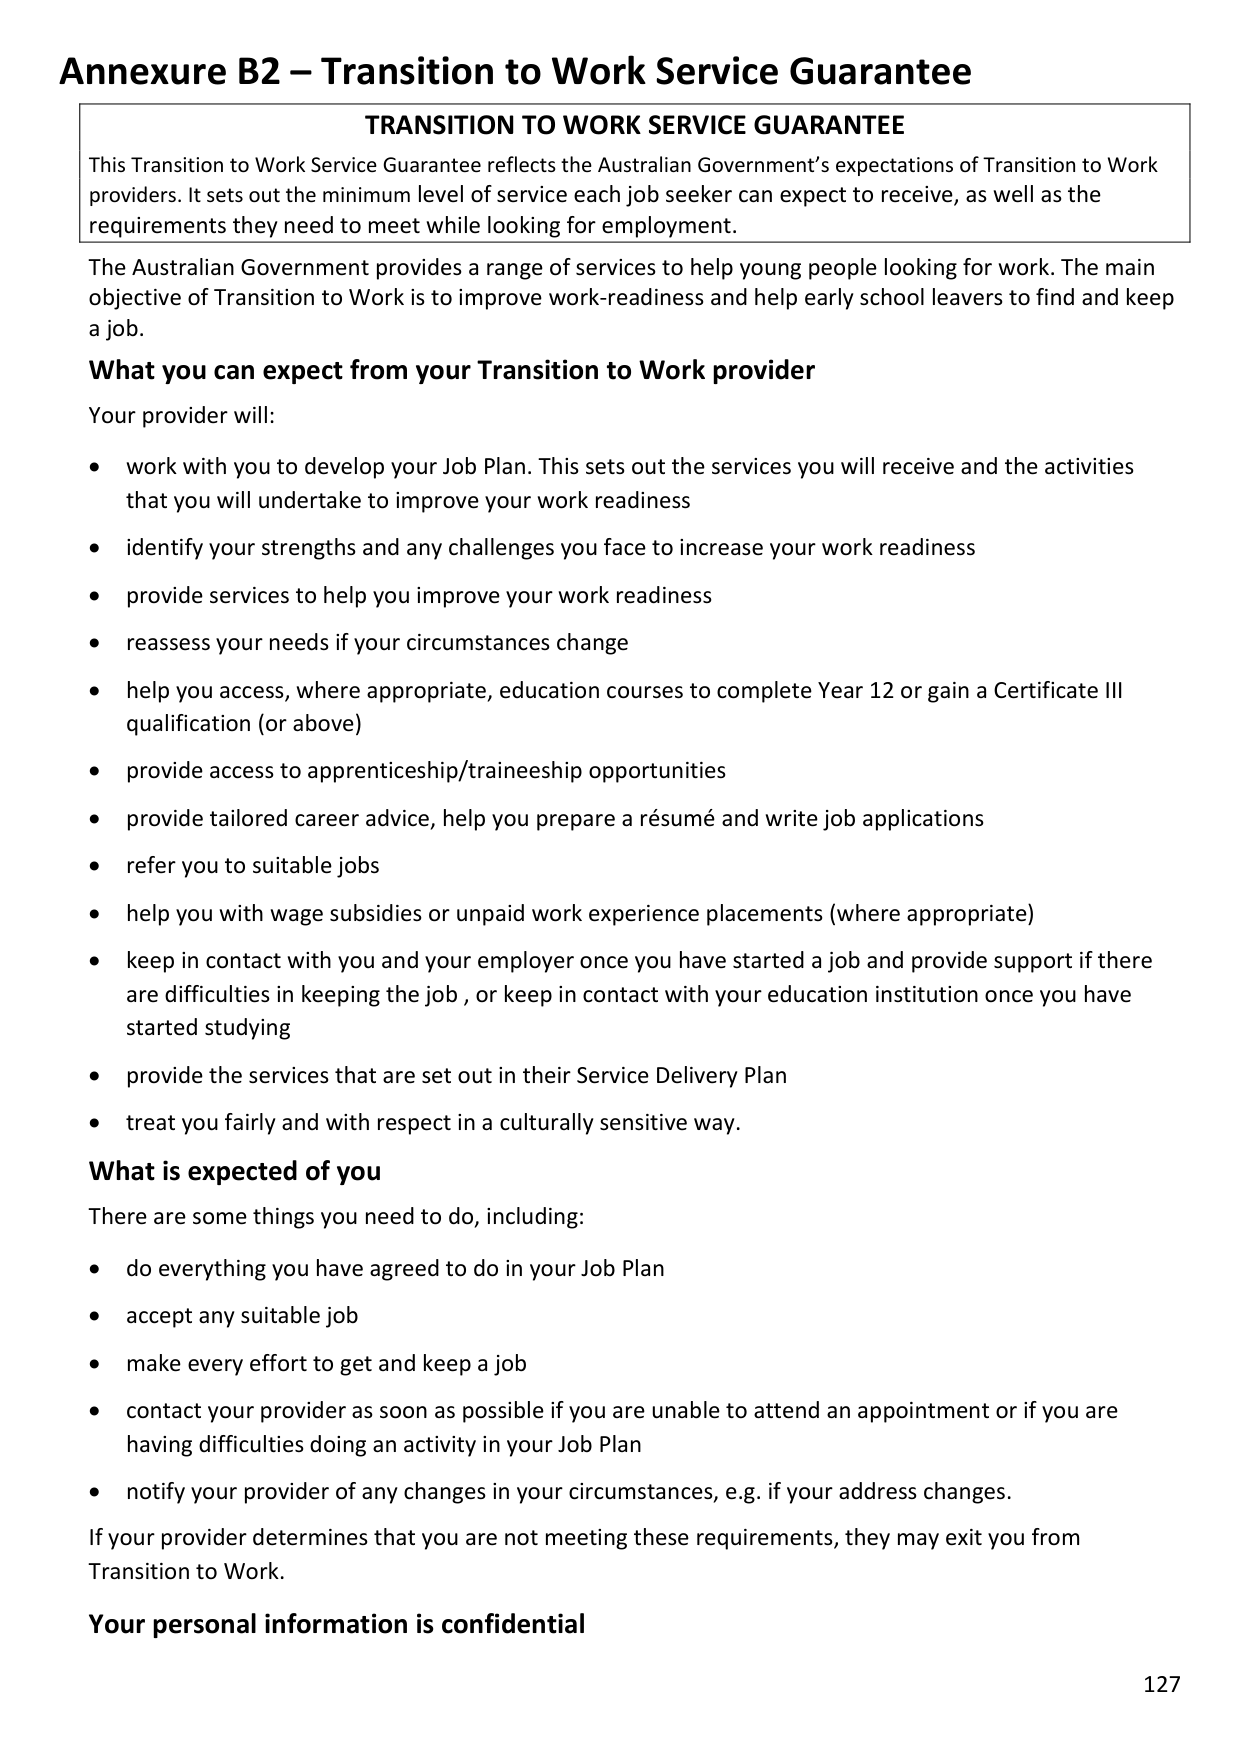 Annexure B2 – Transition to Work Service Guarantee
TRANSITION TO WORK SERVICE GUARANTEE
This Transition to Work Service Guarantee reflects the Australian Government’s expectations of Transition to Work
providers. It sets out the minimum level of service each job seeker can expect to receive, as well as the
requirements they need to meet while looking for employment.
The Australian Government provides a range of services to help young people looking for work. The main
objective of Transition to Work is to improve work-readiness and help early school leavers to find and keep
a job.
What you can expect from your Transition to Work provider
Your provider will:
• work with you to develop your Job Plan. This sets out the services you will receive and the activities
that you will undertake to improve your work readiness
• identify your strengths and any challenges you face to increase your work readiness
• provide services to help you improve your work readiness
• reassess your needs if your circumstances change
• help you access, where appropriate, education courses to complete Year 12 or gain a Certificate III
qualification (or above)
• provide access to apprenticeship/traineeship opportunities
• provide tailored career advice, help you prepare a résumé and write job applications
• refer you to suitable jobs
• help you with wage subsidies or unpaid work experience placements (where appropriate)
• keep in contact with you and your employer once you have started a job and provide support if there
are difficulties in keeping the job , or keep in contact with your education institution once you have
started studying
• provide the services that are set out in their Service Delivery Plan
• treat you fairly and with respect in a culturally sensitive way.
What is expected of you
There are some things you need to do, including:
• do everything you have agreed to do in your Job Plan
• accept any suitable job
• make every effort to get and keep a job
• contact your provider as soon as possible if you are unable to attend an appointment or if you are
having difficulties doing an activity in your Job Plan
• notify your provider of any changes in your circumstances, e.g. if your address changes.
If your provider determines that you are not meeting these requirements, they may exit you from
Transition to Work.
Your personal information is confidential
127